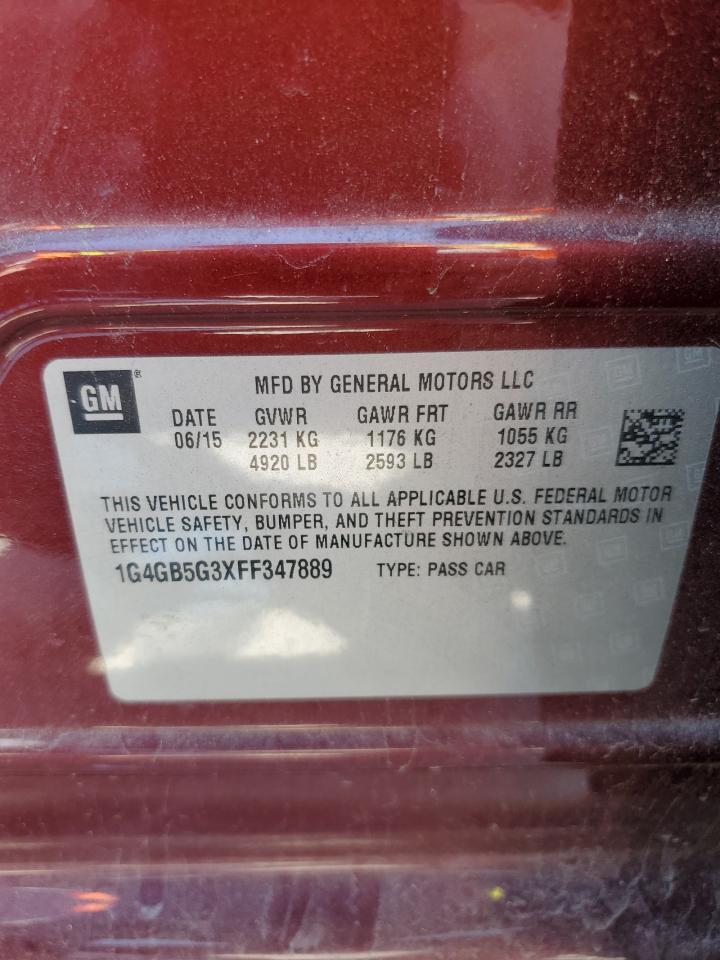 GM®
MFD BY GENERAL MOTORS LLC
DATE GVWR GAWR FRT GAWR RR
06/15 2231 KG 1176 KG 1055 KG
4920 LB 2593 LB 2327 LB
THIS VEHICLE CONFORMS TO ALL APPLICABLE U.S. FEDERAL MOTOR
VEHICLE SAFETY, BUMPER, AND THEFT PREVENTION STANDARDS IN
EFFECT ON THE DATE OF MANUFACTURE SHOWN ABOVE.
1G4GB5G3XFF347889 TYPE: PASS CAR